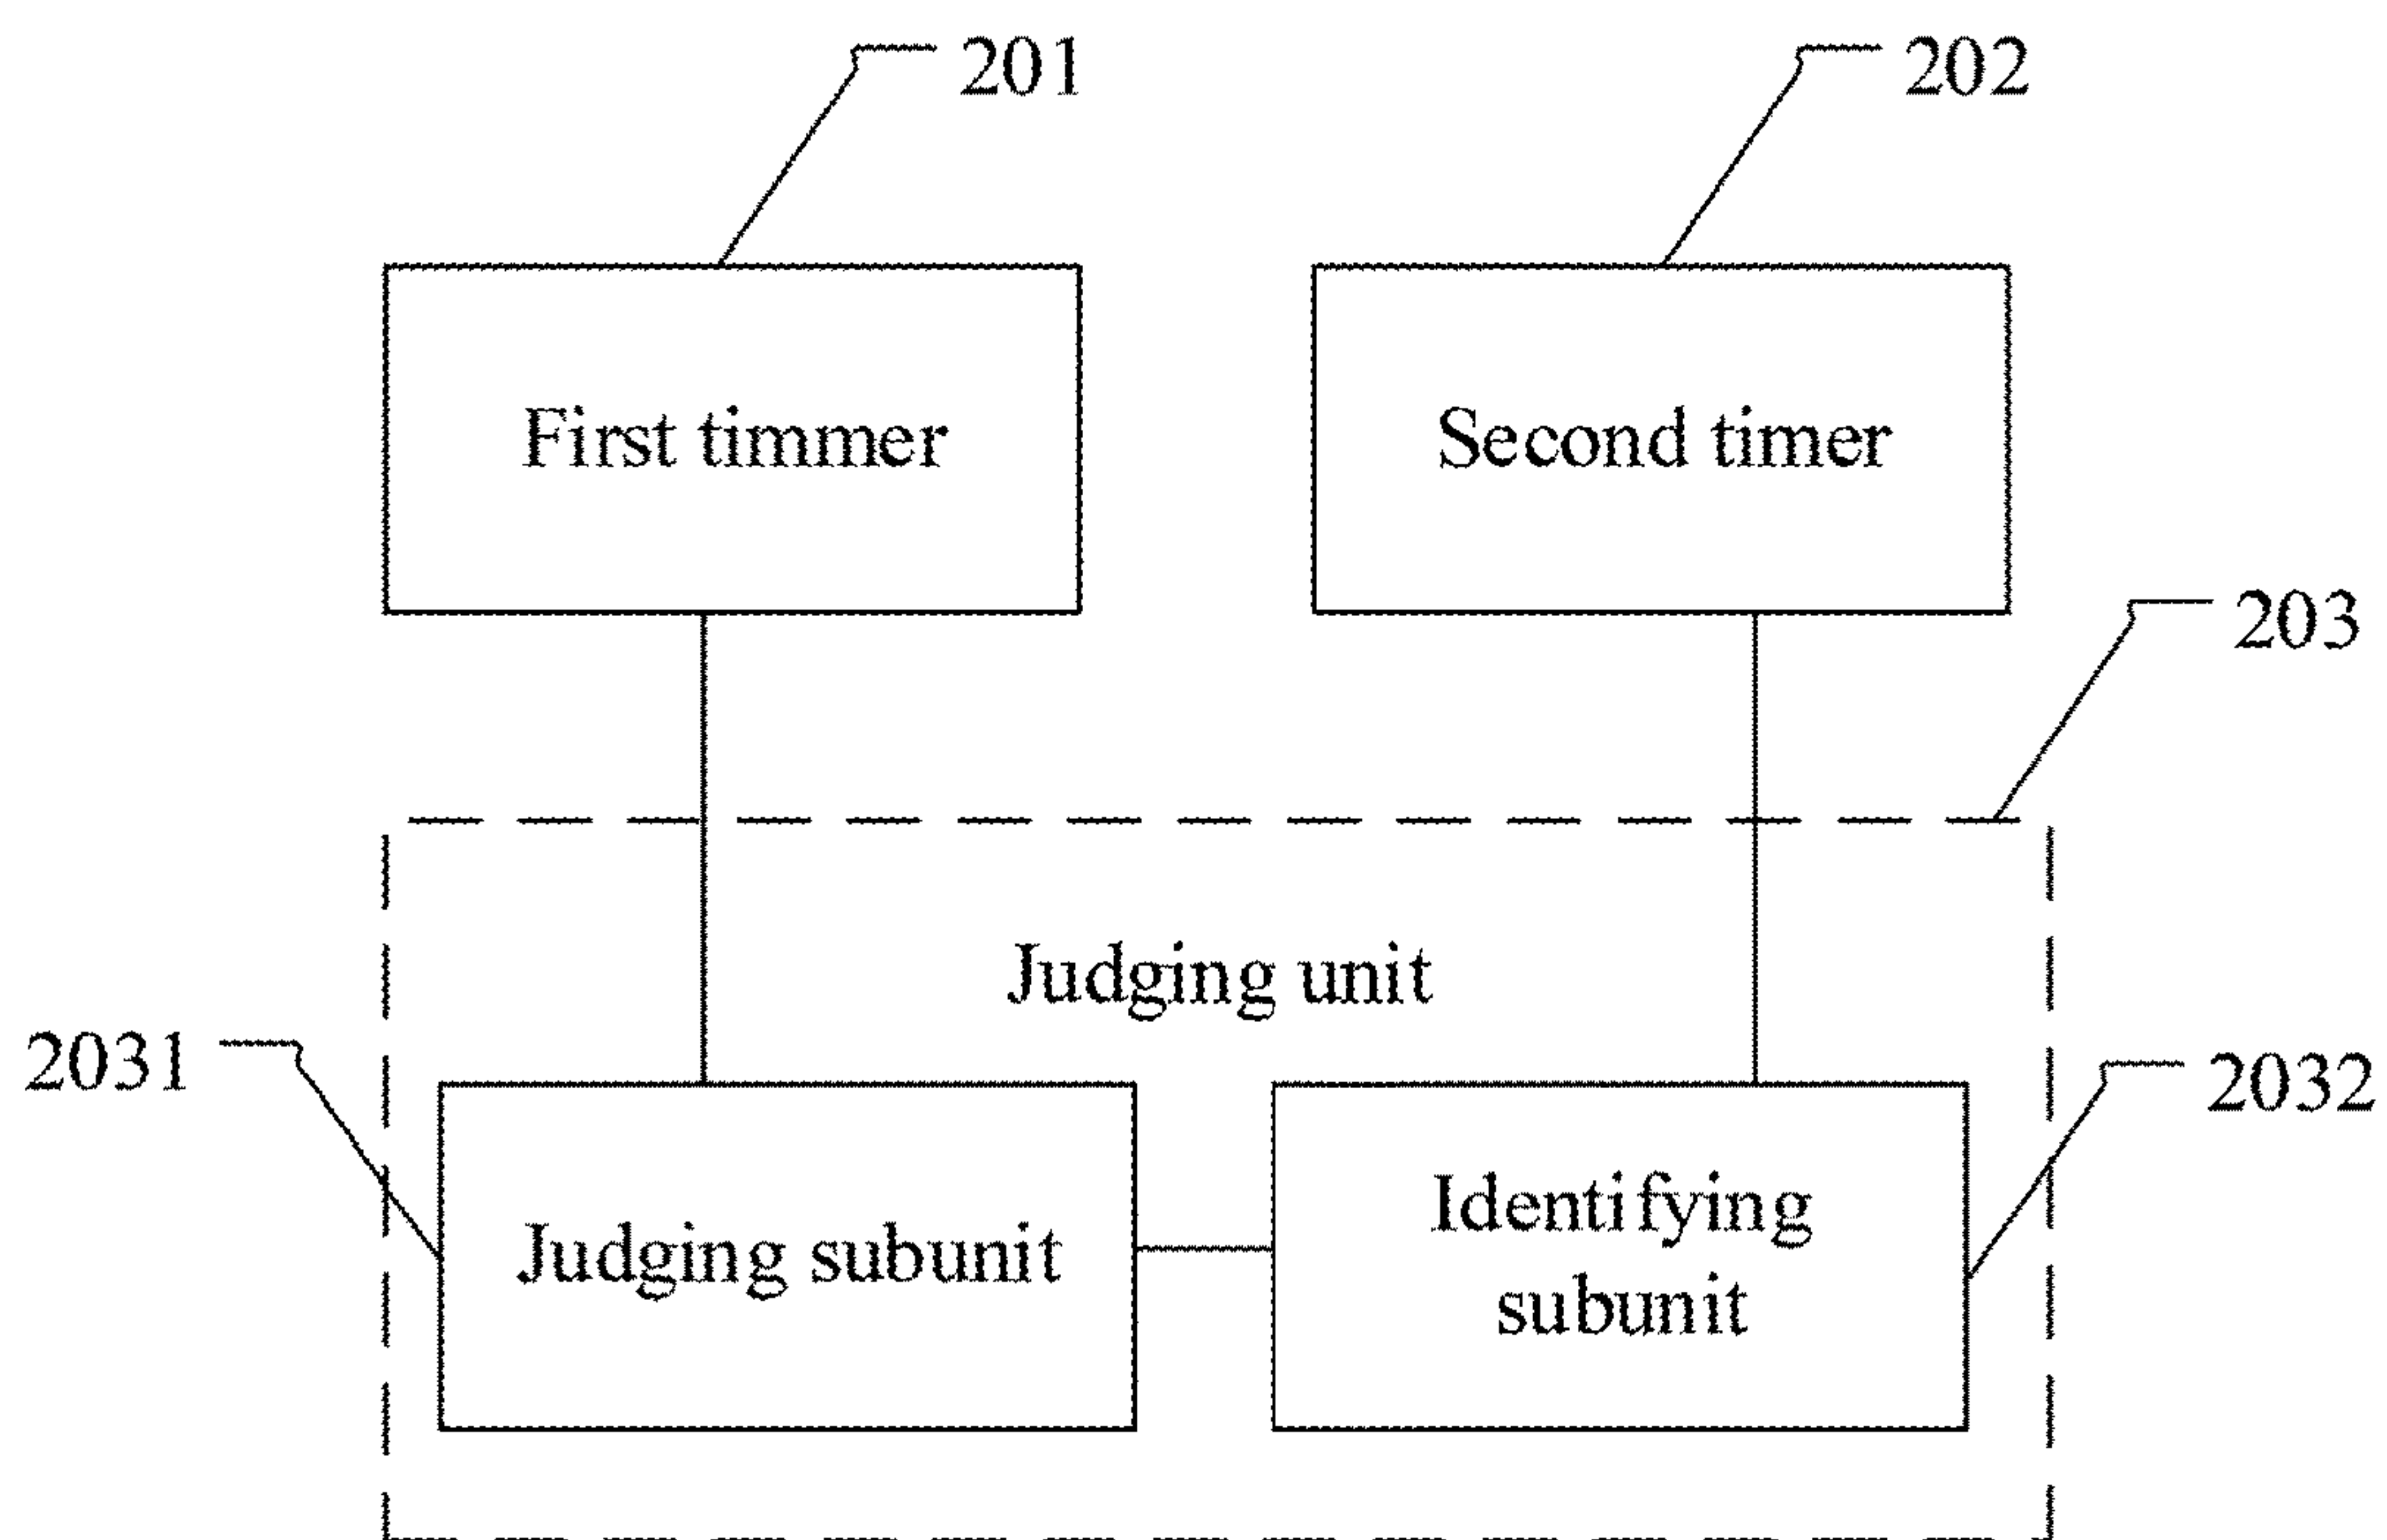 201
202
First timmer
Second timer
203
Judging unit
2031
2032
Judging subunit
Identifying
subunit